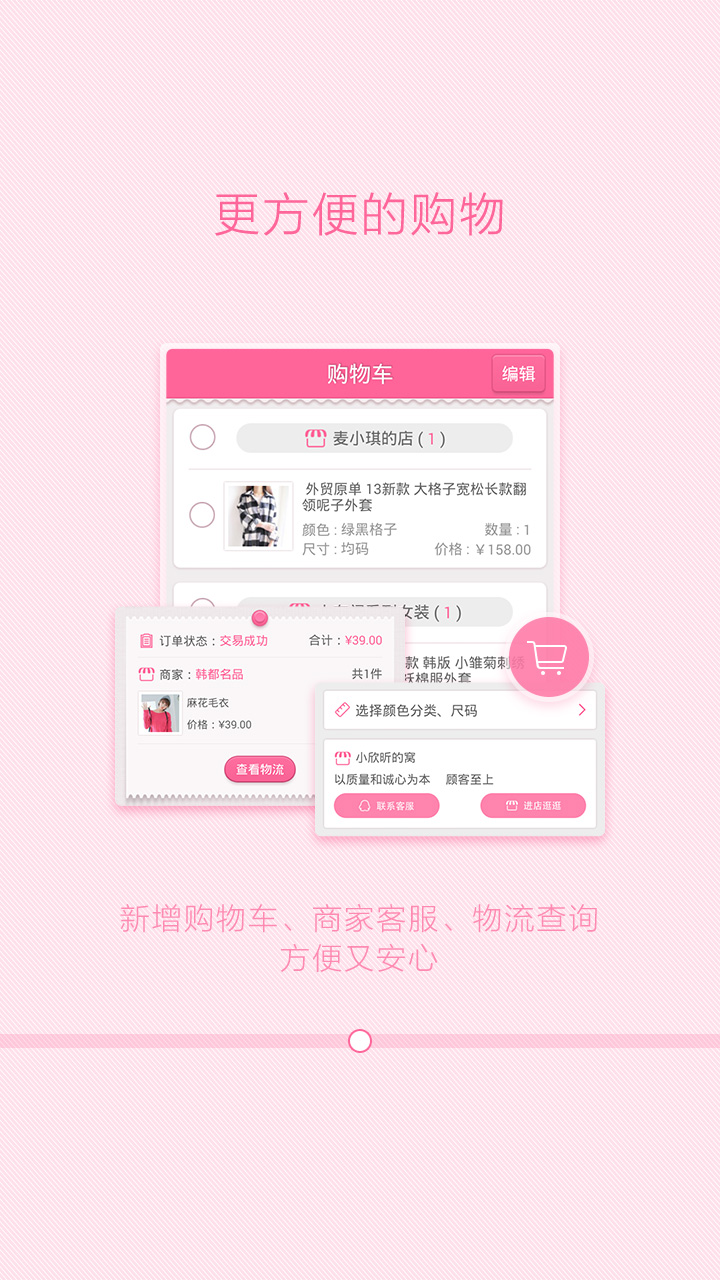 更方便的购物
购物车
编辑
麦小琪的店 ( 1 )
外贸原单 13新款 大格子宽松长款翻
领呢子外套
颜色 : 绿黑格子
数量 : 1
尺寸 : 均码
价格 : ￥158.00
女装 ( 1 )
款 韩版 小雏菊刺绣
棉服外套
订单状态 : 交易成功
合计 : ¥39.00
商家 : 韩都名品
共1件
麻花毛衣
价格 : ¥39.00
查看物流
选择颜色分类、尺码
小欣昕的窝
以质量和诚心为本 顾客至上
联系客服
进店逛逛
新增购物车、商家客服、物流查询
方便又安心